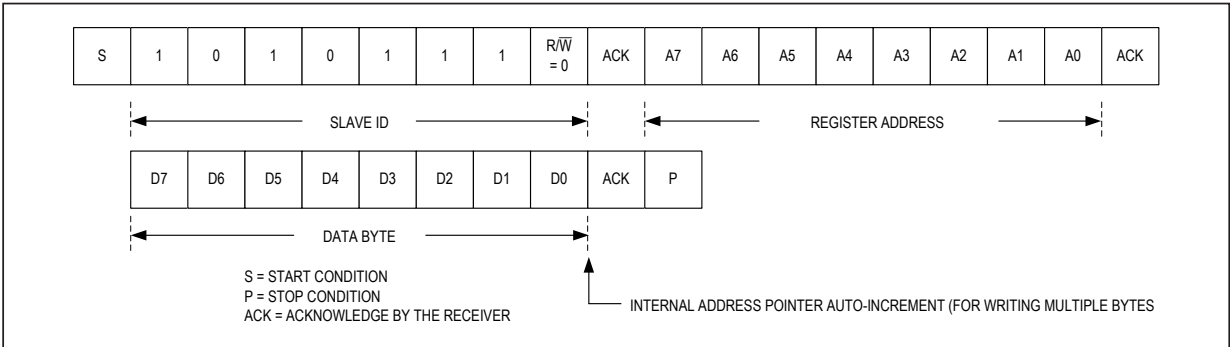 S 1 0 1 0 1 1 1 R/W̅ = 0 ACK A7 A6 A5 A4 A3 A2 A1 A0 ACK
SLAVE ID REGISTER ADDRESS
D7 D6 D5 D4 D3 D2 D1 D0 ACK P
DATA BYTE
S = START CONDITION
P = STOP CONDITION
ACK = ACKNOWLEDGE BY THE RECEIVER
INTERNAL ADDRESS POINTER AUTO-INCREMENT (FOR WRITING MULTIPLE BYTES